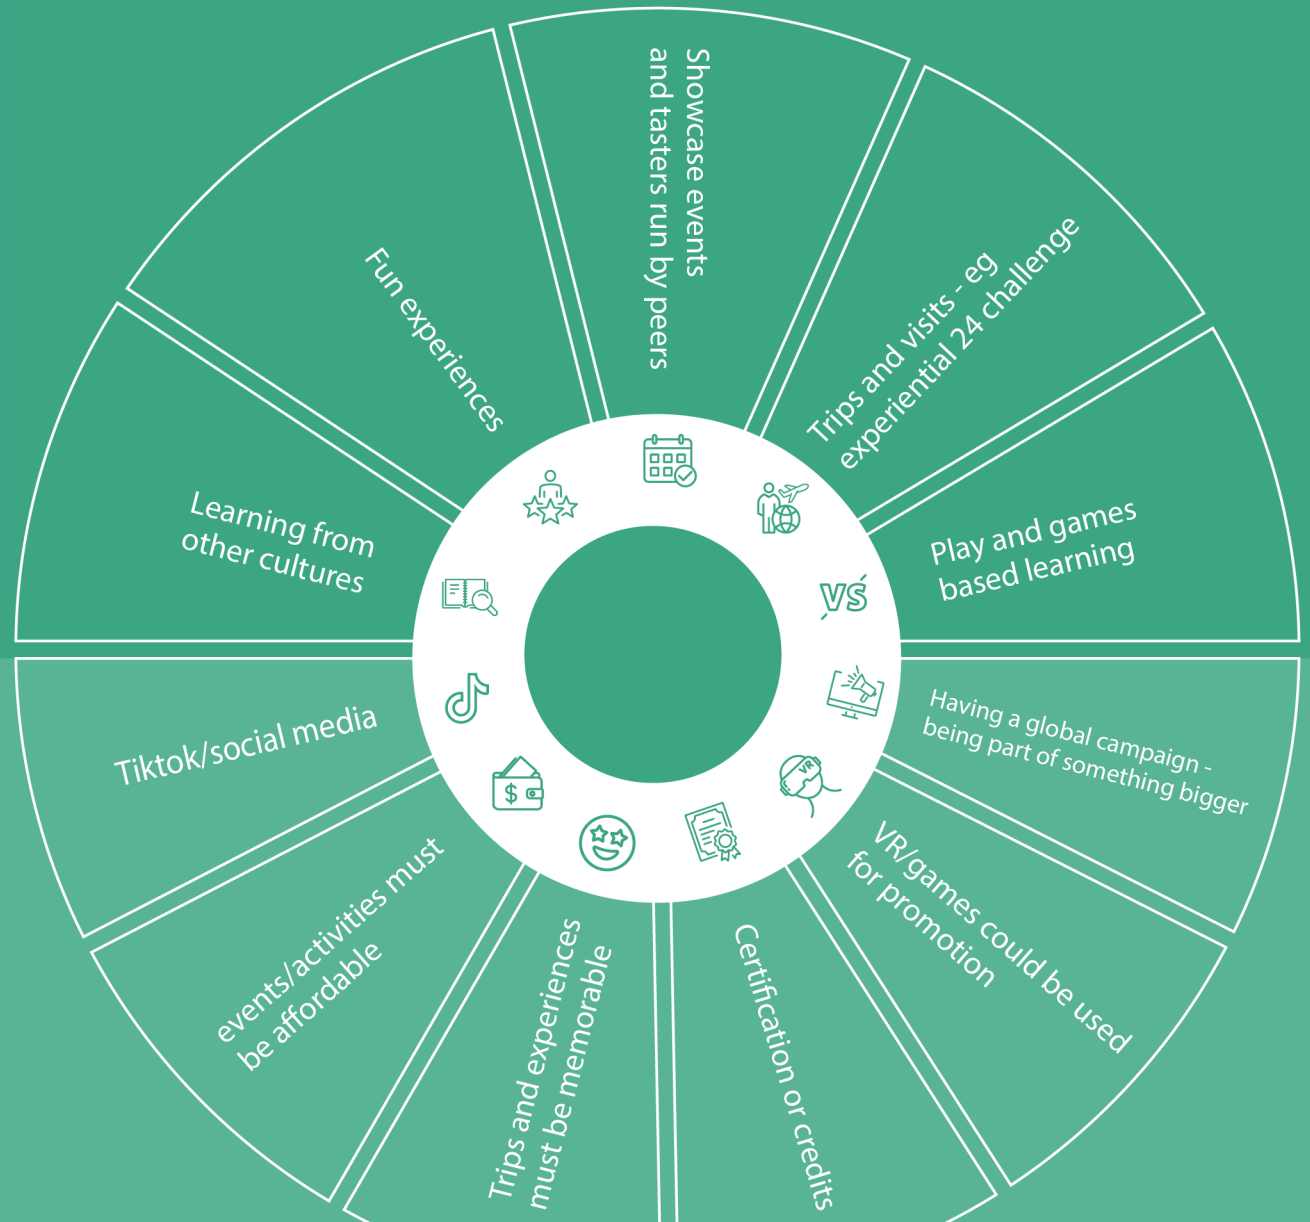 Showcase events
and tasters run by peers
Trips and visits - eg
experiential 24 challenge
Play and games
based learning
Having a global campaign -
being part of something bigger
VR/games could be used
for promotion
Certification or credits
Trips and experiences
must be memorable
events/activities must
be affordable
Tiktok/social media
Learning from
other cultures
Fun experiences
VS
VR
$